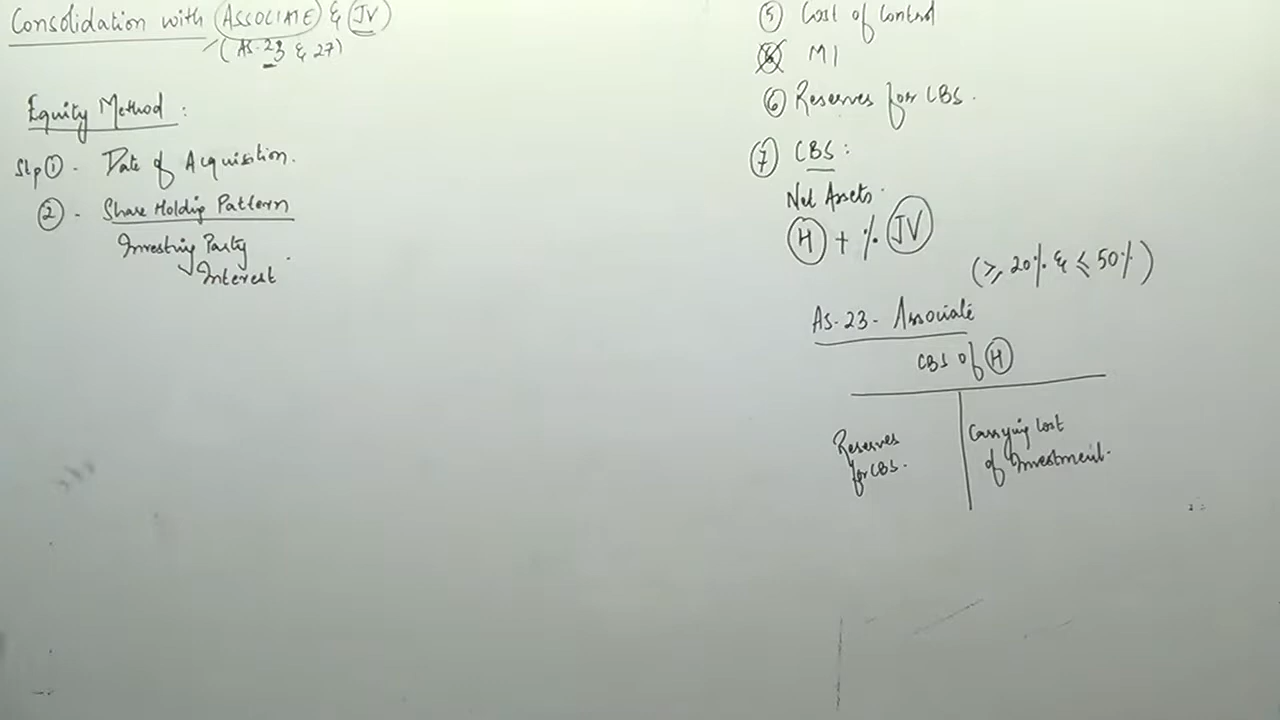 Consolidation with ASSOCIATE & JV
(AS-23 & 27)
Equity Method :
Stp ① - Date of Acquisition.
② - Share Holding Pattern
Investing Party
Interest
⑤ Cost of Control
⑥ MI
⑥ Reserves for CBS.
⑦ CBS :
Net Assets.
H + % JV
(≥ 20% & ≤ 50%)
AS-23- Associate
CBS of H
Reserves
for CBS.
Carrying Cost
of Investment.